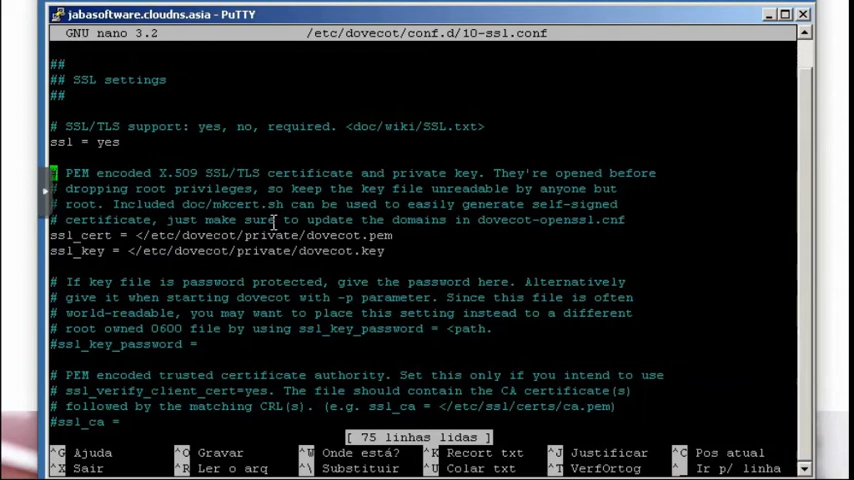 jabasoftware.cloudns.asia - PuTTY
GNU nano 3.2 /etc/dovecot/conf.d/10-ssl.conf
##
## SSL settings
##
# SSL/TLS support: yes, no, required. <doc/wiki/SSL.txt>
ssl = yes
# PEM encoded X.509 SSL/TLS certificate and private key. They're opened before
# dropping root privileges, so keep the key file unreadable by anyone but
# root. Included doc/mkcert.sh can be used to easily generate self-signed
# certificate, just make sure to update the domains in dovecot-openssl.cnf
ssl_cert = </etc/dovecot/private/dovecot.pem
ssl_key = </etc/dovecot/private/dovecot.key
# If key file is password protected, give the password here. Alternatively
# give it when starting dovecot with -p parameter. Since this file is often
# world-readable, you may want to place this setting instead to a different
# root owned 0600 file by using ssl_key_password = <path.
#ssl_key_password =
# PEM encoded trusted certificate authority. Set this only if you intend to use
# ssl_verify_client_cert=yes. The file should contain the CA certificate(s)
# followed by the matching CRL(s). (e.g. ssl_ca = </etc/ssl/certs/ca.pem)
#ssl_ca =
[ 75 linhas lidas ]
^G Ajuda ^O Gravar ^W Onde está? ^K Recort txt ^J Justificar ^C Pos atual
^X Sair ^R Ler o arq ^\ Substituir ^U Colar txt ^T VerfOrtog ^_ Ir p/ linha